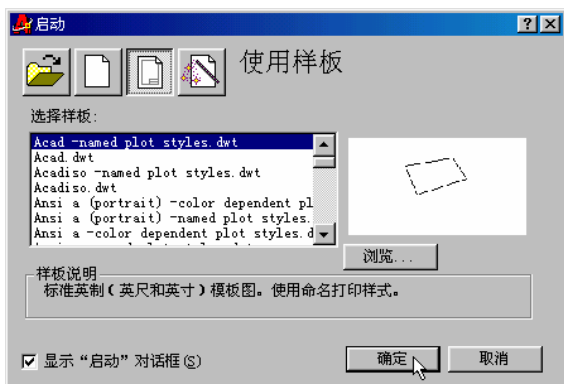 启动
使用样板
选择样板:
Acad -named plot styles.dwt
Acad.dwt
Acadiso -named plot styles.dwt
Acadiso.dwt
Ansi a (portrait) -color dependent pl
Ansi a (portrait) -named plot styles.
Ansi a -color dependent plot styles.d
浏览...
样板说明
标准英制(英尺和英寸)模板图。使用命名打印样式。
显示“启动”对话框(S)
确定
取消